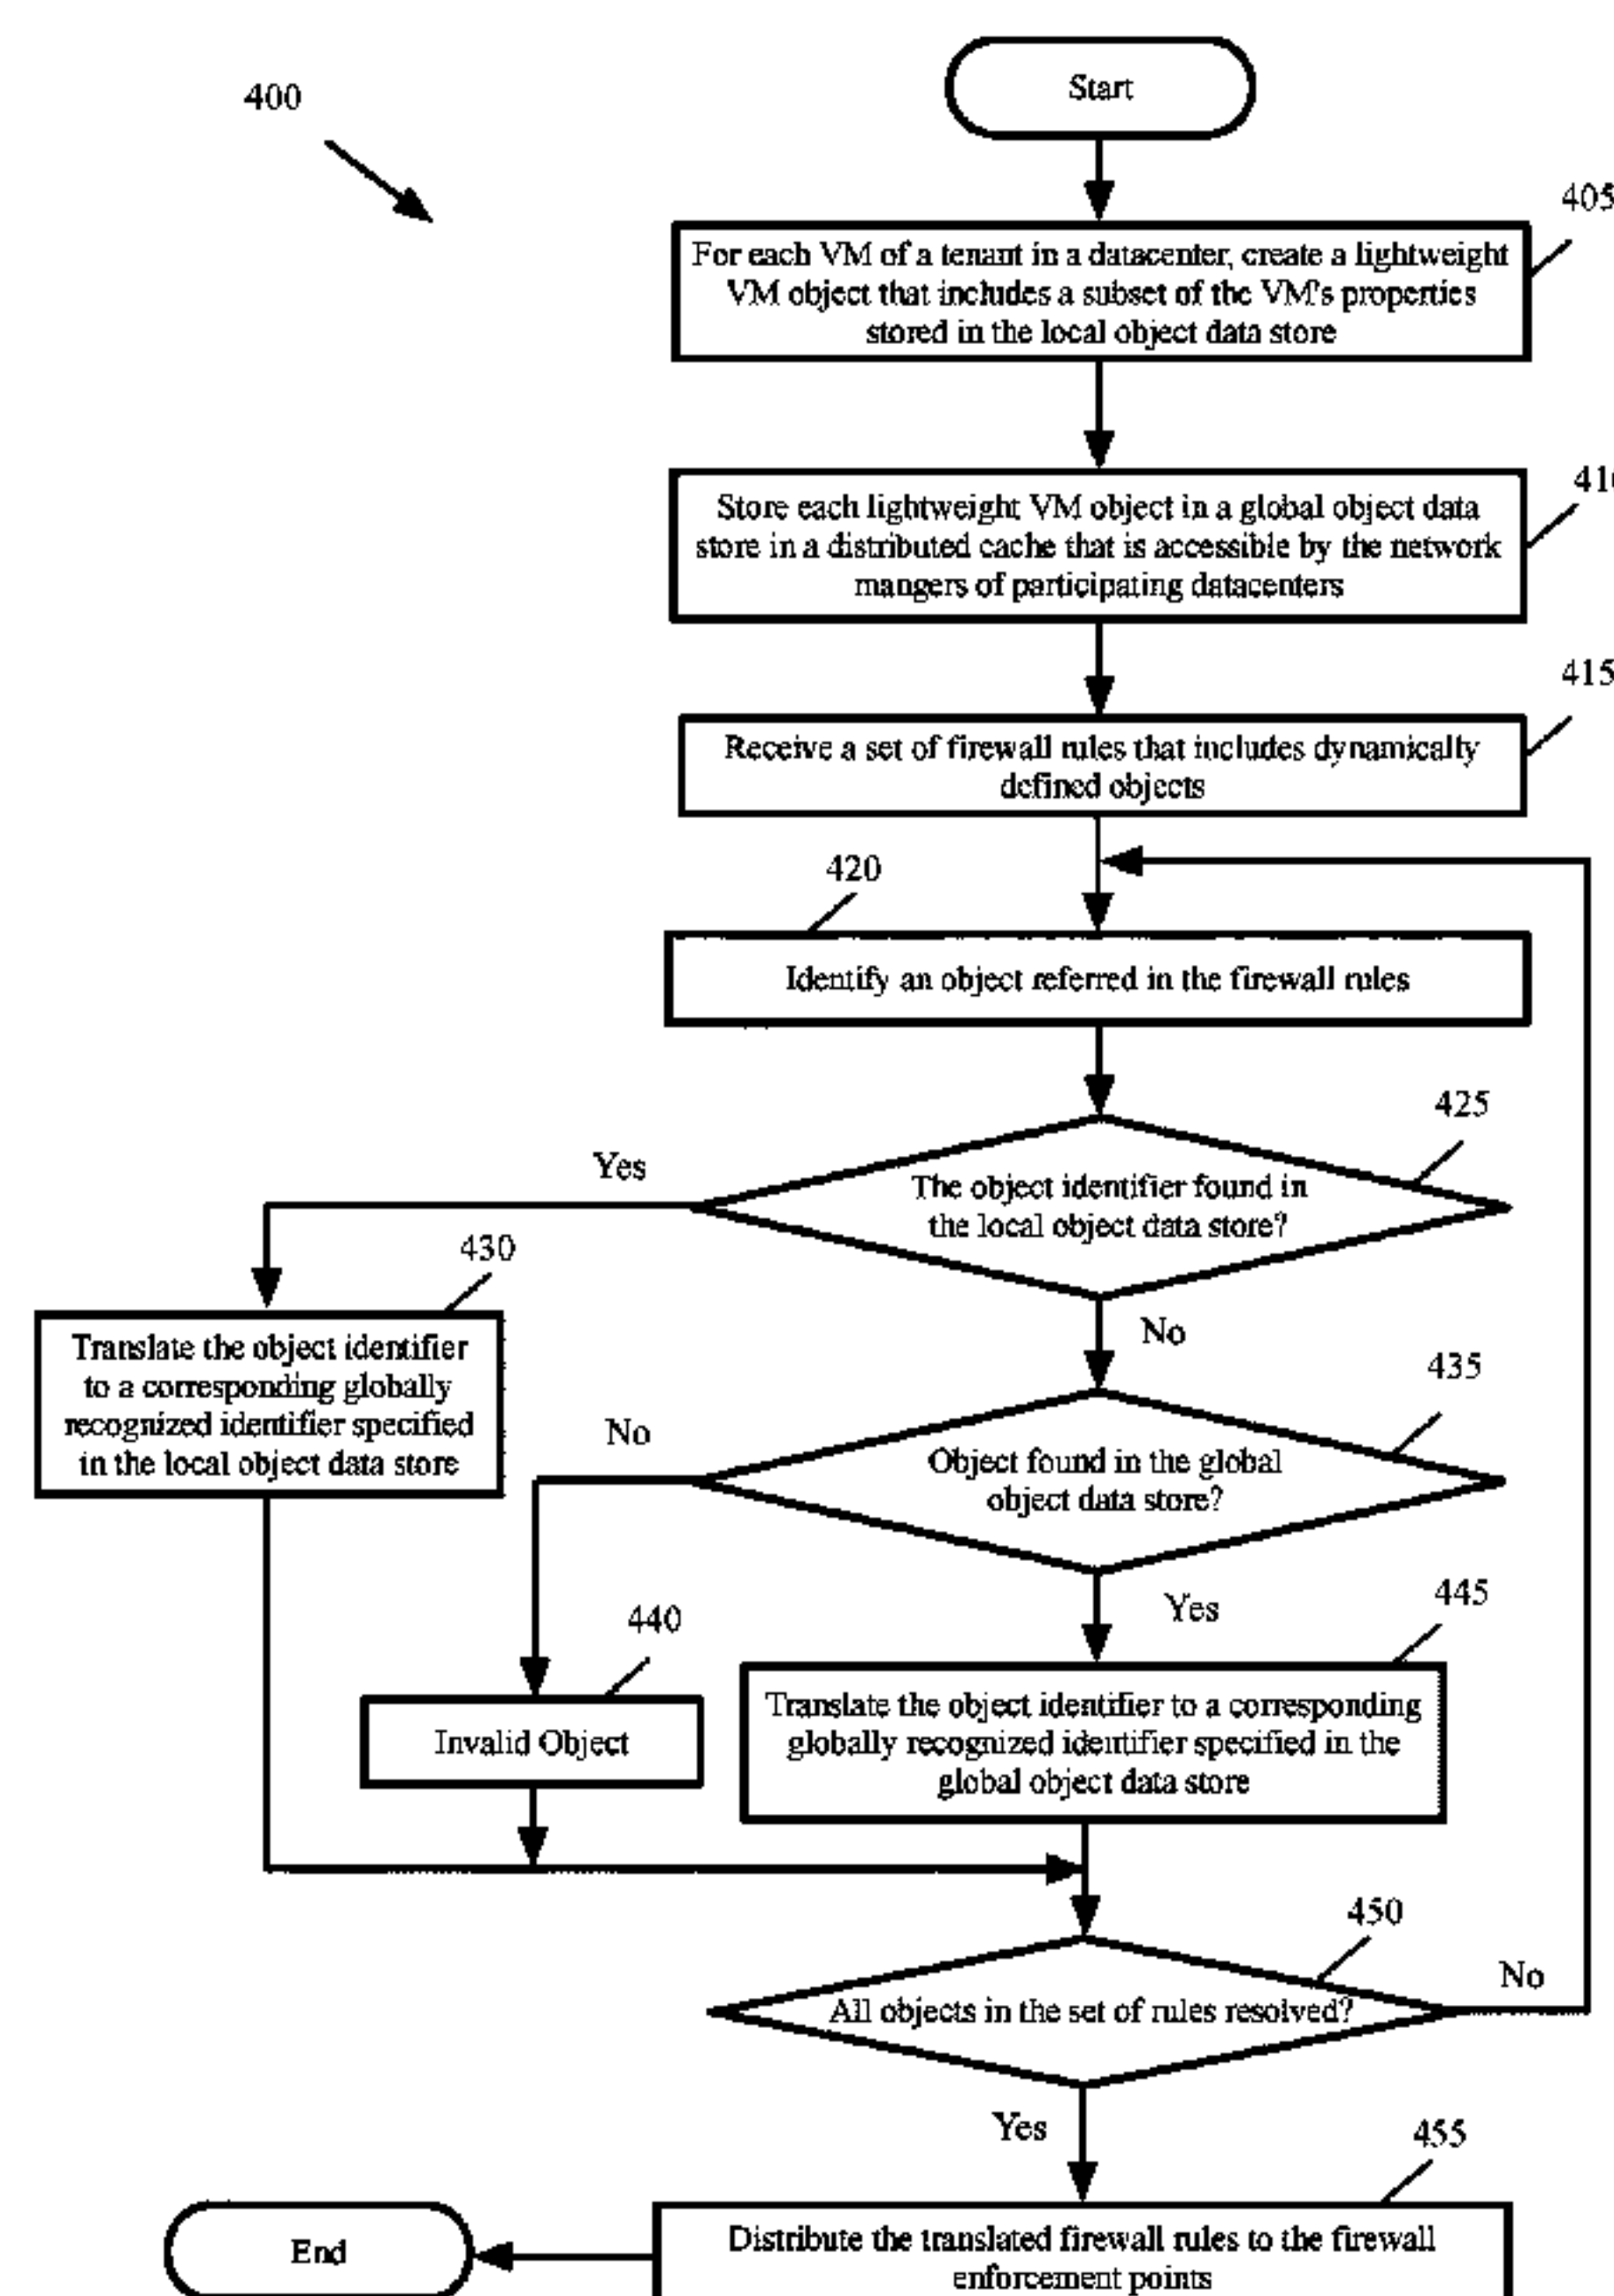 Start
400
405
For each VM of a tenant in a datacenter, create a lightweight
VM object that includes a subset of the VM's properties
stored in the local object data store
410
Store each lightweight VM object in a global object data
store in a distributed cache that is accessible by the network
mangers of participating datacenters
415
Receive a set of firewall rules that includes dynamically
defined objects
420
Identify an object referred in the firewall rules
425
Yes
The object identifier found in
the local object data store?
430
No
Translate the object identifier
to a corresponding globally
recognized identifier specified
in the local object data store
435
No
Object found in the global
object data store?
Yes
445
440
Invalid Object
Translate the object identifier to a corresponding
globally recognized identifier specified in the
global object data store
450
No
All objects in the set of rules resolved?
Yes
455
End
Distribute the translated firewall rules to the firewall
enforcement points